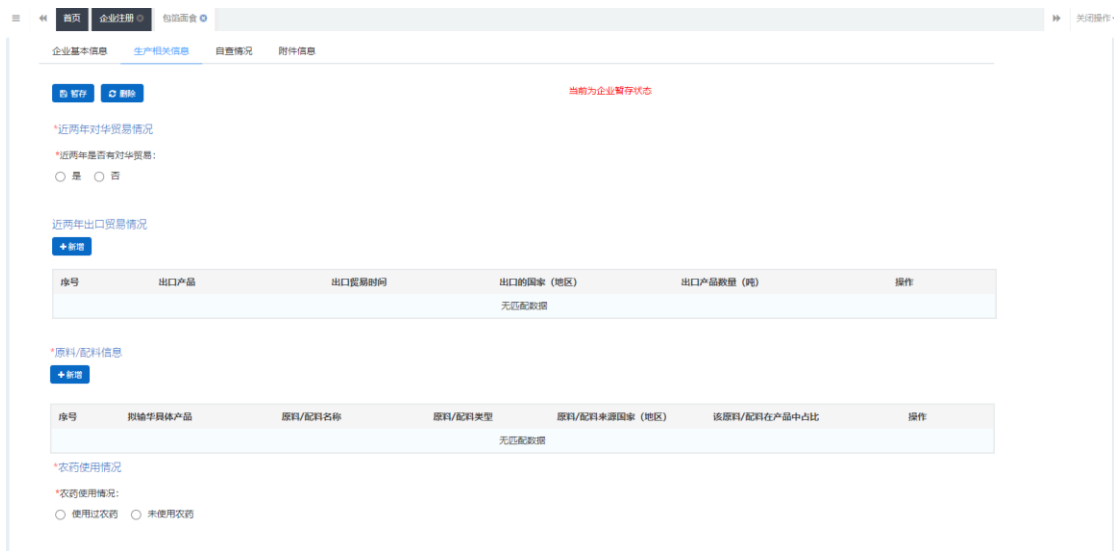 首页 企业注册 包馅面食 关闭操作
企业基本信息 生产相关信息 自查情况 附件信息
暂存 删除 当前为企业暂存状态
*近两年对华贸易情况
*近两年是否有对华贸易:
是 否
近两年出口贸易情况
+新增
序号 出口产品 出口贸易时间 出口的国家（地区） 出口产品数量（吨） 操作
无匹配数据
*原料/配料信息
+新增
序号 拟输华具体产品 原料/配料名称 原料/配料类型 原料/配料来源国家（地区） 该原料/配料在产品中占比 操作
无匹配数据
*农药使用情况
*农药使用情况:
使用过农药 未使用农药